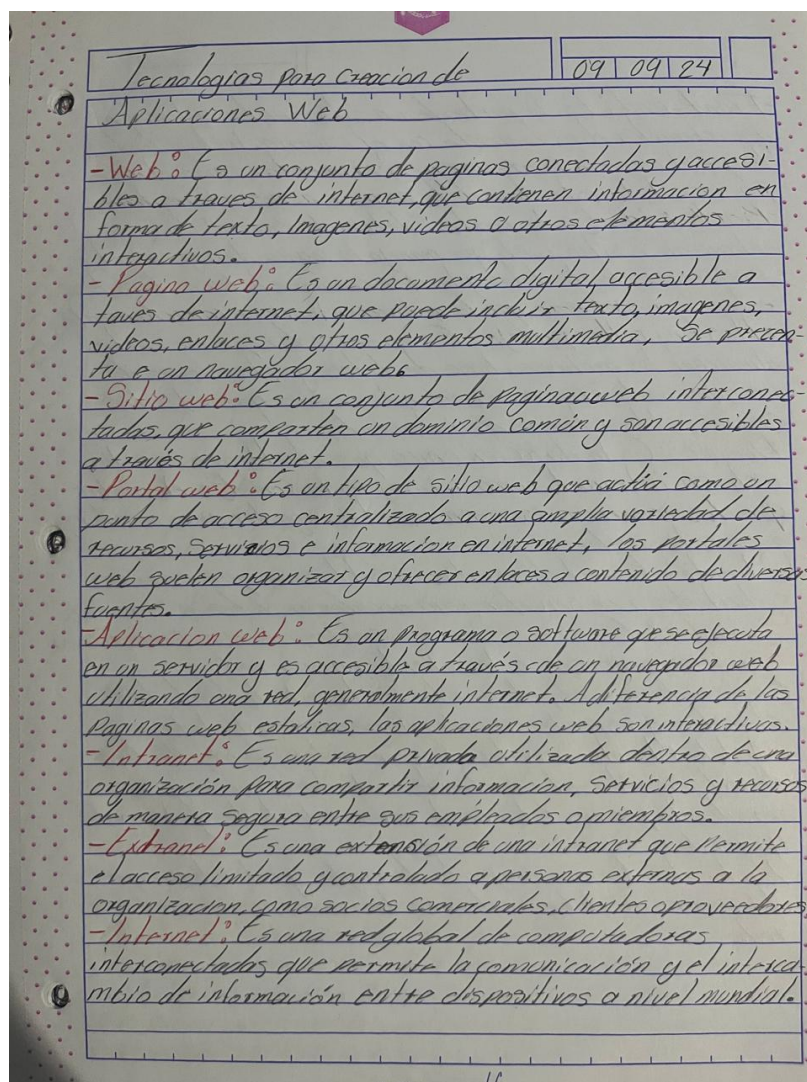 Tecnologias para Creacion de
09 09 24
Aplicaciones Web
-Web: Es un conjunto de paginas conectadas y accesi-
bles a traves de internet, que contienen informacion en
forma de texto, Imagenes, videos o otros elementos
interactivos.
- Pagina web: Es un documento digital accesible a
taves de internet, que puede incluir texto, imagenes,
videos, enlaces y otros elementos multimedia, Se precen-
ta e un navegador web.
- Sitio web: Es un conjunto de Pagina web interconec-
tadas, que comparten un dominio común y son accesibles
a través de internet.
- Portal web: Es un tipo de sitio web que actúa como un
punto de acceso centralizado a una amplia variedad de
recursos, Servicios e informacion en internet, los portales
web suelen organizar y ofrecer enlaces a contenido de diversa
fuentes.
-Aplicacion web: Es un programa o software que se ejecuta
en un servidor y es accesible a través de un navegador web
utilizando una red, generalmente internet. A diferencia de las
Paginas web estaticas, las aplicaciones web son interactivas.
- Intranet: Es una red privada utilizada dentro de una
organización para compartir informacion, servicios y recursos
de manera segura entre sus empleados o miembros.
- Extranet: Es una extensión de una intranet que Permite
el acceso limitado y controlado a personas externas a la
organizacion, como socios comerciales, clientes o proveedores
- Internet: Es una red global de computadoras
interconectadas que permite la comunicación y el interca-
mbio de información entre dispositivos a nivel mundial.